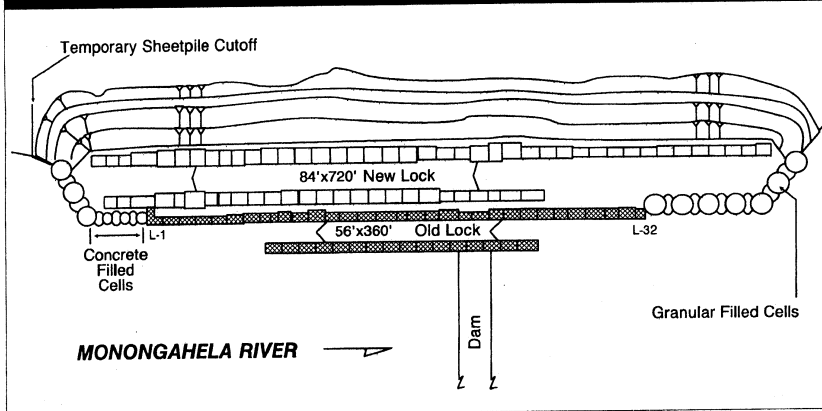 Temporary Sheetpile Cutoff
84'x720' New Lock
L-1
56'x360' Old Lock
L-32
Concrete
Filled
Cells
Granular Filled Cells
Dam
MONONGAHELA RIVER